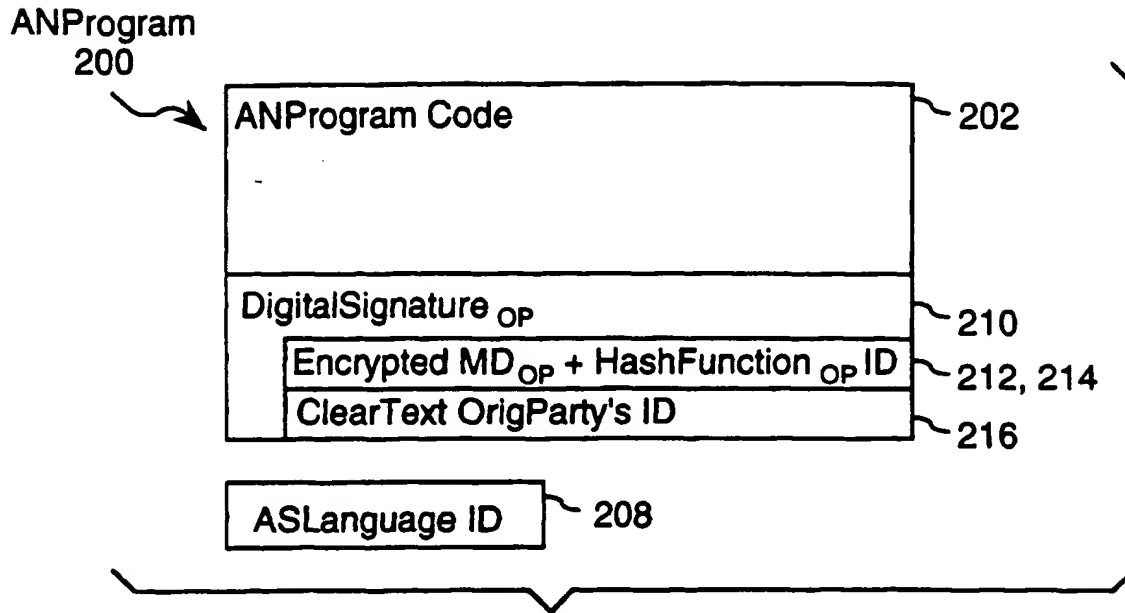 ANProgram
200
ANProgram Code
202
DigitalSignature OP
210
Encrypted MD OP + HashFunction OP ID
212, 214
ClearText OrigParty's ID
216
ASLanguage ID
208